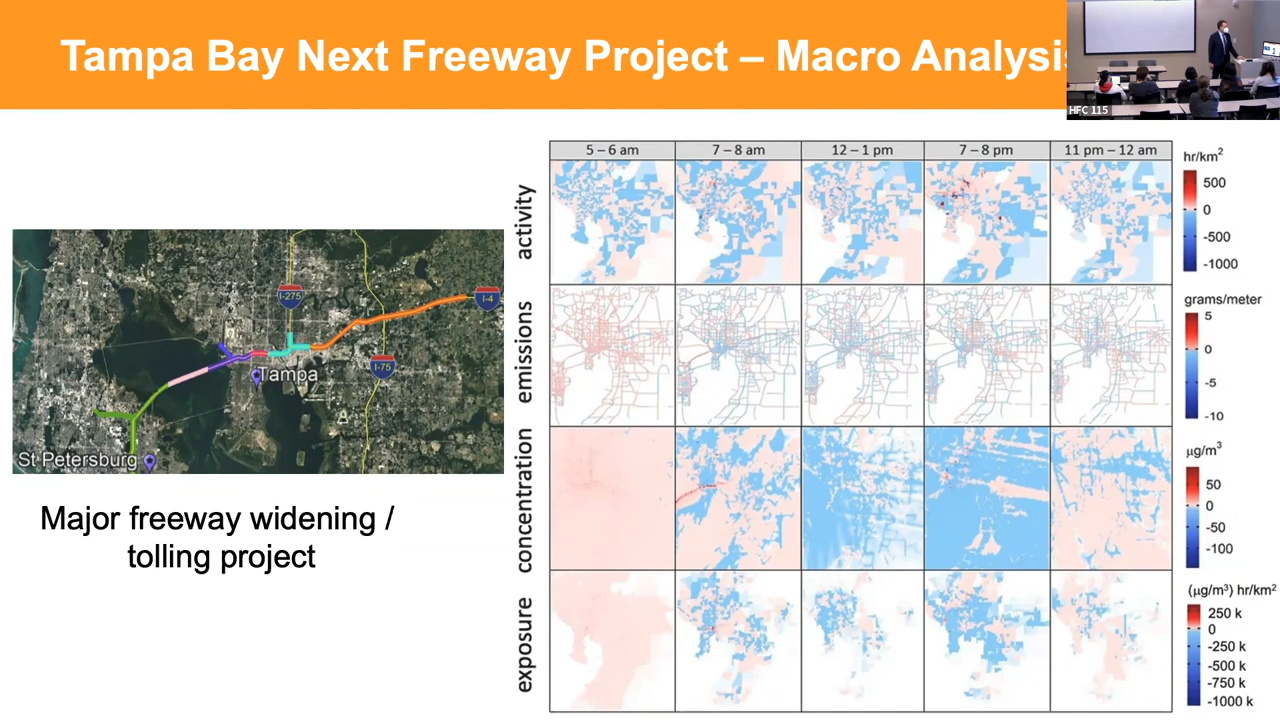 Tampa Bay Next Freeway Project – Macro Analysis
HFC 115
5 – 6 am
7 – 8 am
12 – 1 pm
7 – 8 pm
11 pm – 12 am
activity
emissions
concentration
exposure
hr/km²
500
0
-500
-1000
grams/meter
5
0
-5
-10
μg/m³
50
0
-50
-100
(μg/m³) hr/km²
250 k
0
-250 k
-500 k
-750 k
-1000 k
I-275
I-4
I-75
Tampa
St Petersburg
Major freeway widening /
tolling project